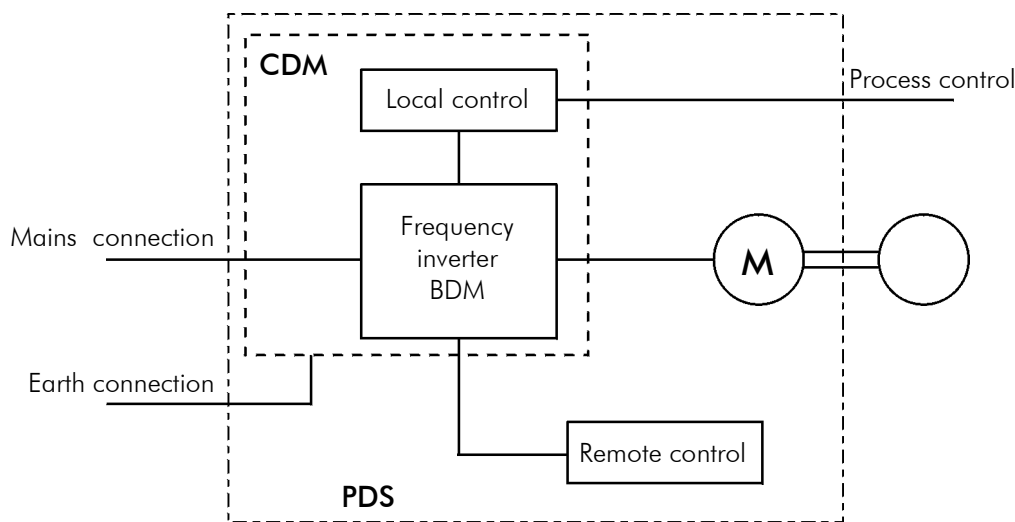 CDM
Local control
Process control
Mains connection
Frequency
inverter
BDM
M
Earth connection
Remote control
PDS